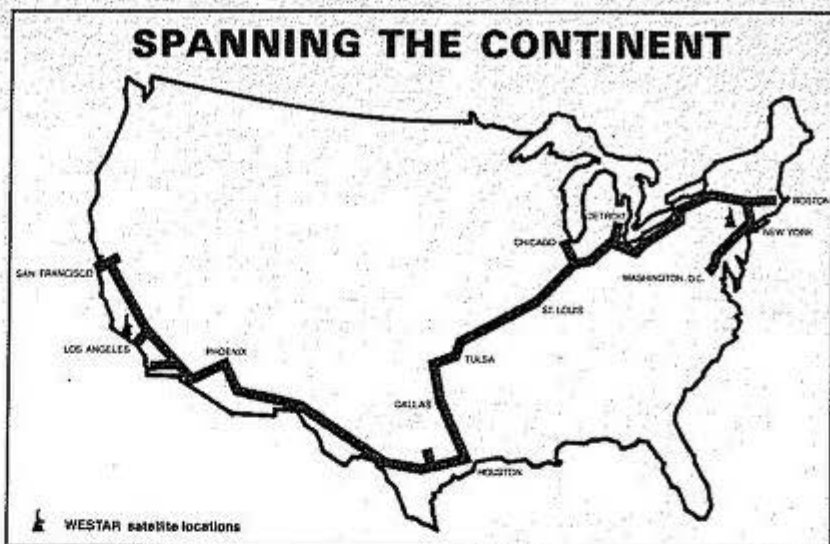 SPANNING THE CONTINENT
BOSTON
DETROIT
NEW YORK
CHICAGO
WASHINGTON, D.C.
SAN FRANCISCO
ST. LOUIS
LOS ANGELES
PHOENIX
TULSA
DALLAS
HOUSTON
WESTAR satellite locations